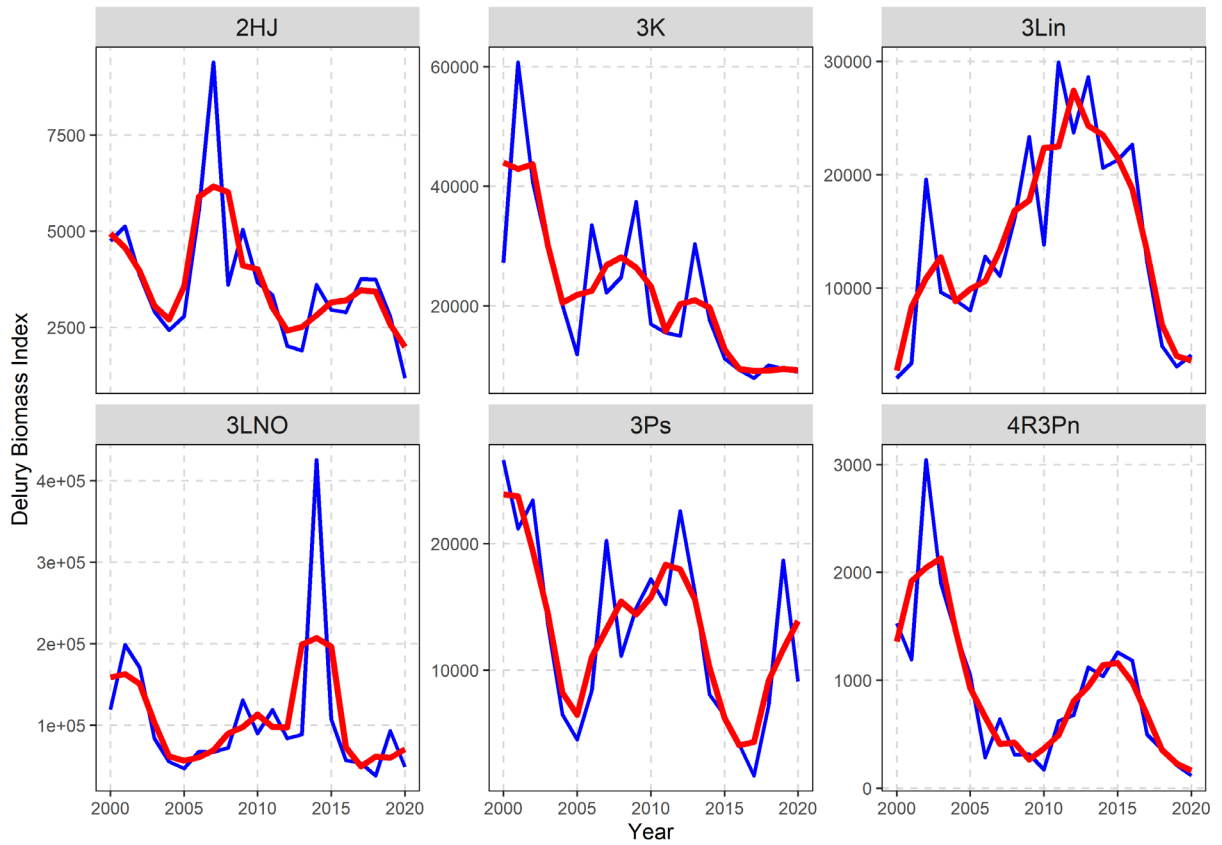 2HJ
3K
3Lin
7500
5000
2500
60000
40000
20000
30000
20000
10000
Delury Biomass Index
3LNO
3Ps
4R3Pn
4e+05
3e+05
2e+05
1e+05
20000
10000
3000
2000
1000
0
2000 2005 2010 2015 2020
2000 2005 2010 2015 2020
2000 2005 2010 2015 2020
Year